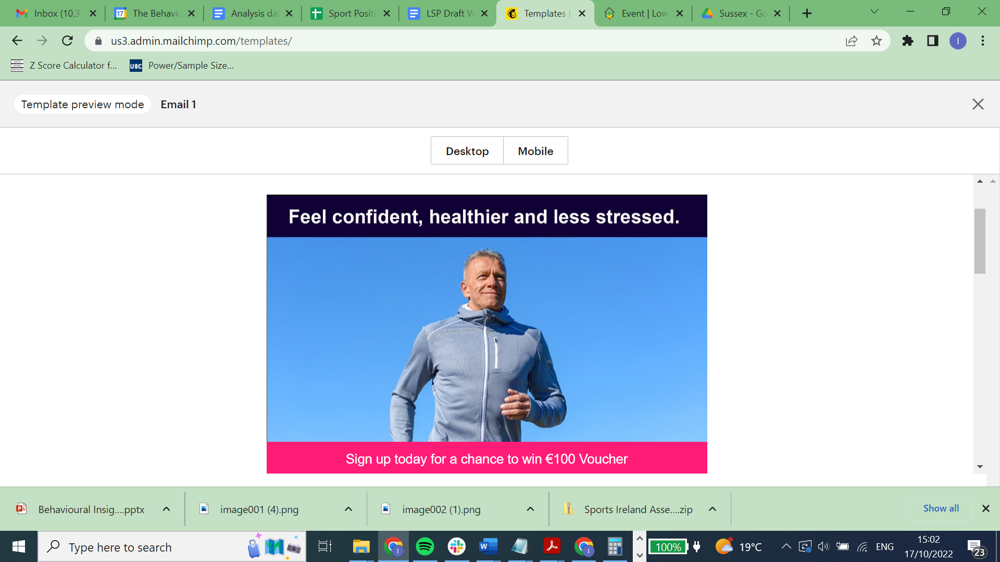 Inbox (10,31
The Behavio
Analysis da
Sport Positi
LSP Draft W
Templates |
Event | Low
Sussex - Go
us3.admin.mailchimp.com/templates/
Z Score Calculator f...
UBC Power/Sample Size...
Template preview mode Email 1
Desktop Mobile
Feel confident, healthier and less stressed.
Sign up today for a chance to win €100 Voucher
Behavioural Insig....pptx
image001 (4).png
image002 (1).png
Sports Ireland Asse....zip
Show all
Type here to search
100%
19°C
ENG
15:02
17/10/2022
23